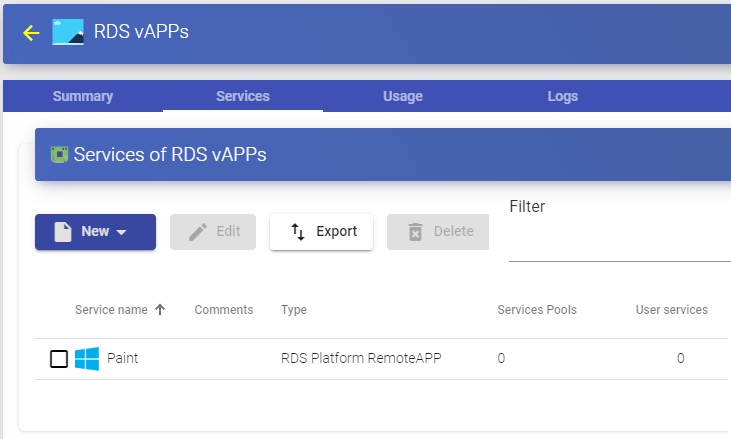 RDS vAPPs
Summary Services Usage Logs
Services of RDS vAPPs
Filter
New Edit Export Delete
Service name Comments Type Services Pools User services
Paint RDS Platform RemoteAPP 0 0